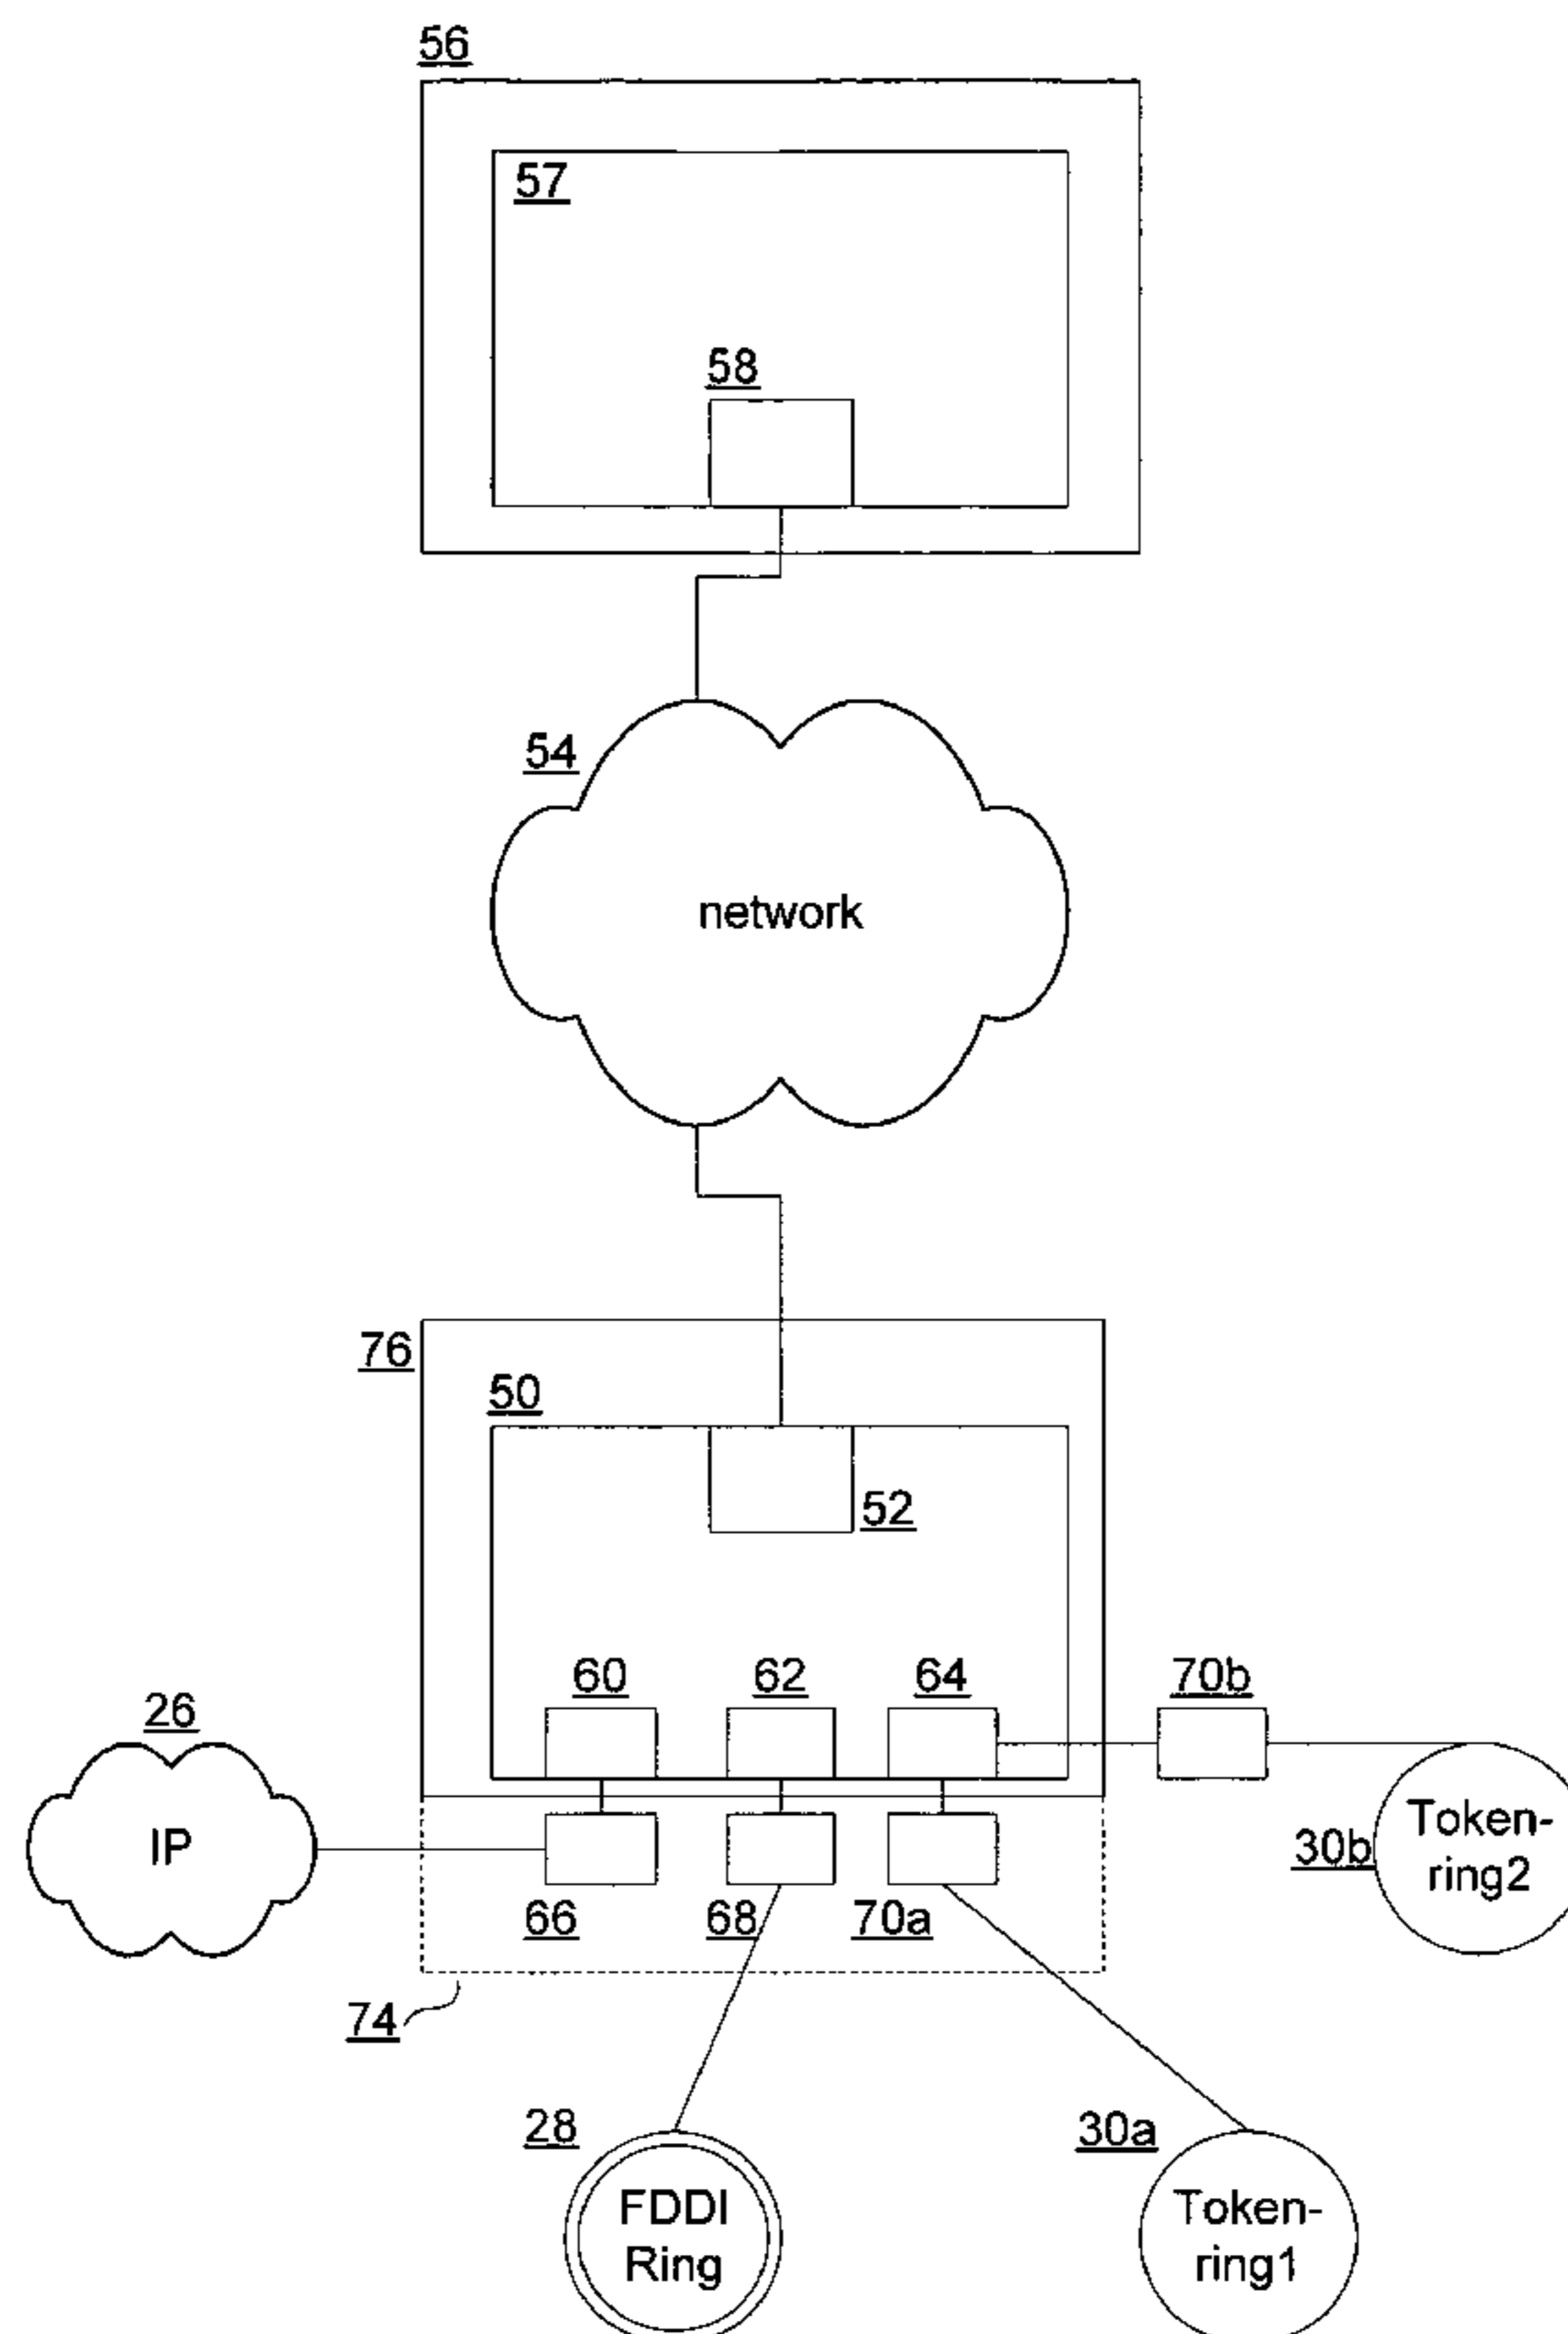 56
57
58
54
network
76
50
52
60
62
64
70b
26
IP
Token-
ring2
30b
66
68
70a
74
28
30a
FDDI
Ring
Token-
ring1